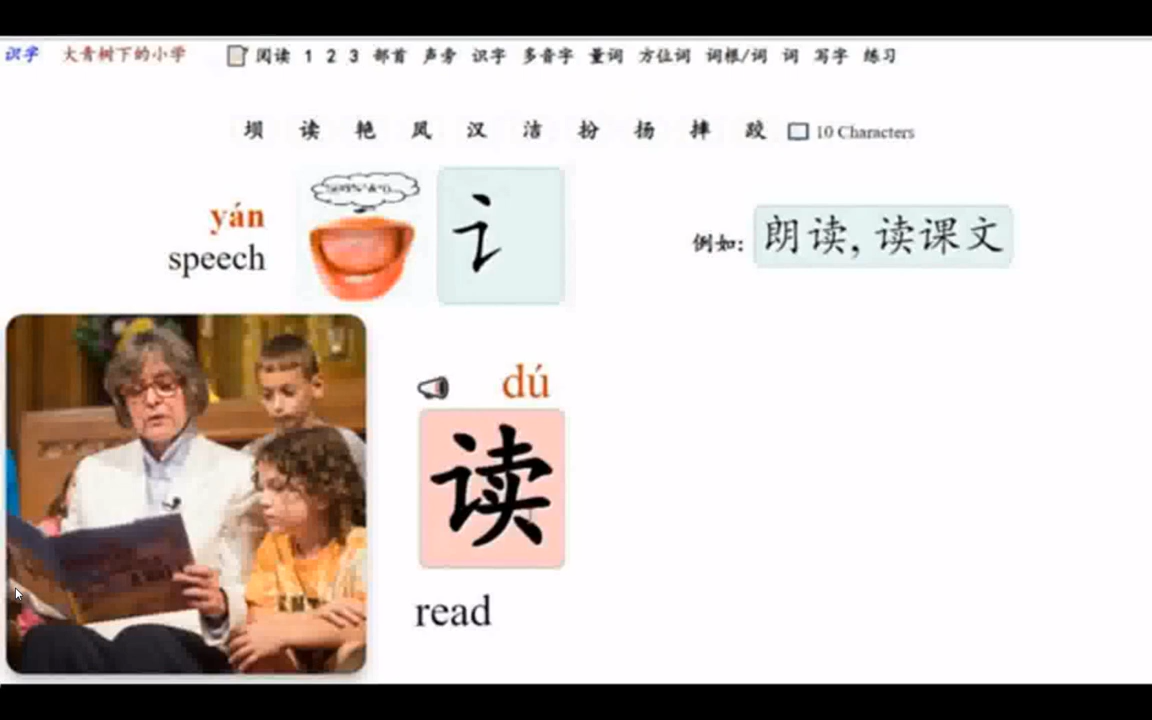 识字 大青树下的小学 阅读 1 2 3 部首 声旁 识字 多音字 量词 方位词 词根/词 词 写字 练习
坝 读 艳 凤 汉 洁 扮 扬 摔 跤 10 Characters
yán
speech
讠
例如: 朗读, 读课文
dú
读
read